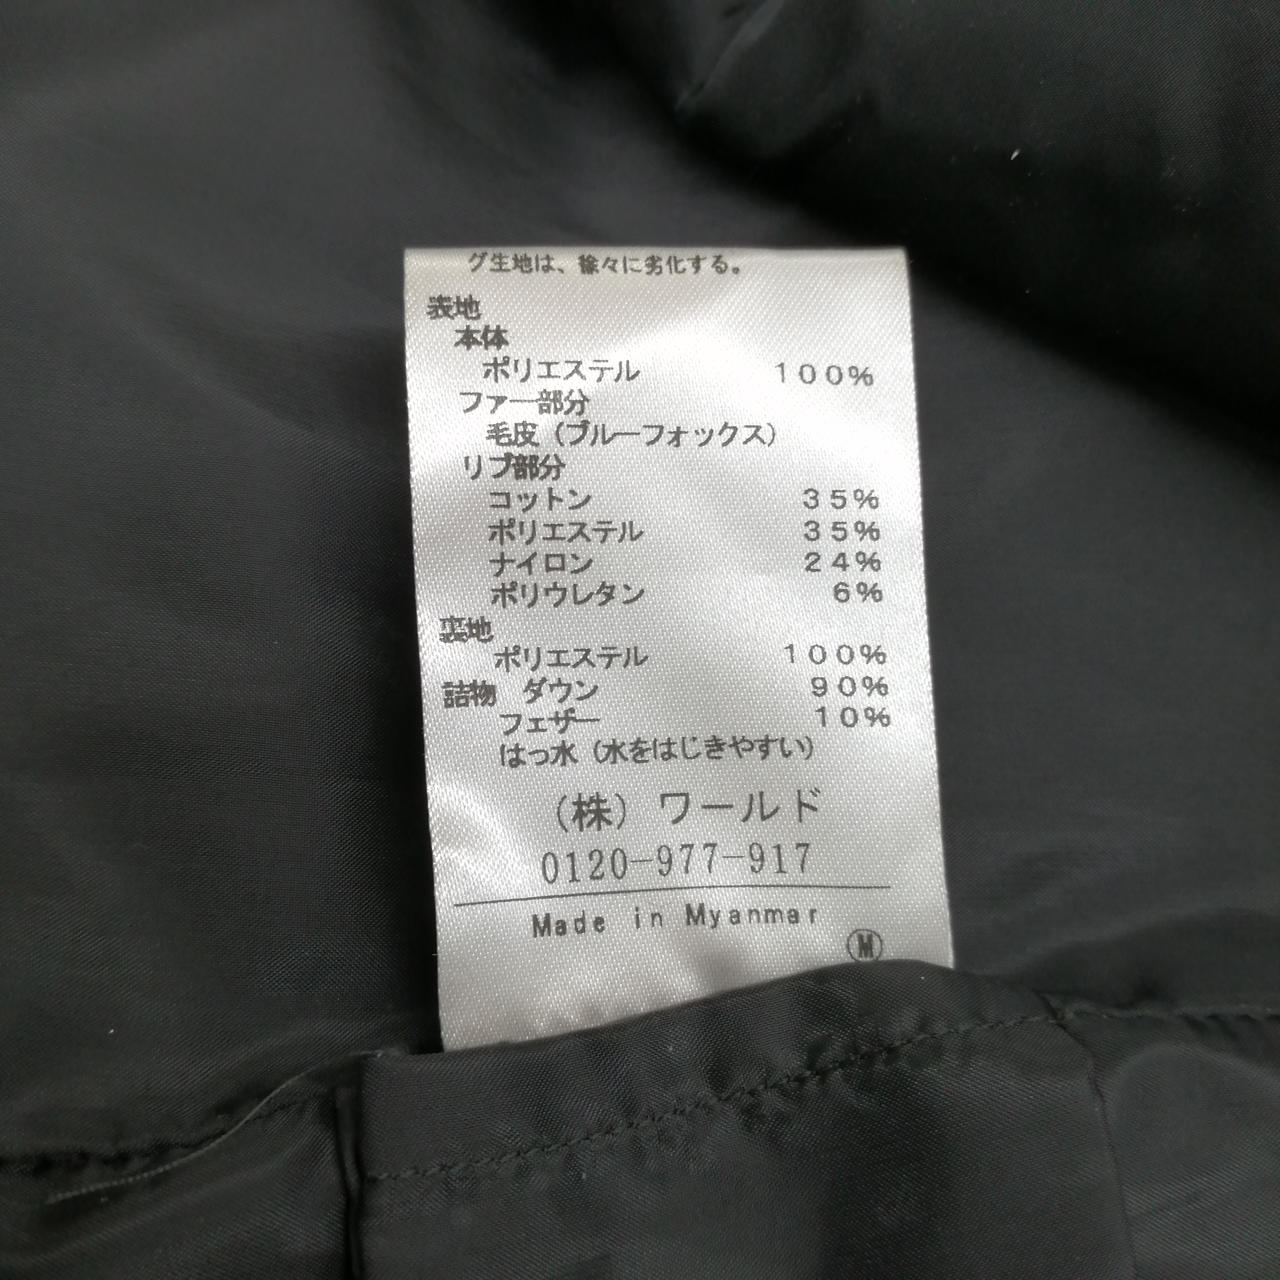 グ生地は、徐々に劣化する。
表地
本体
ポリエステル 100%
ファー部分
毛皮(ブルーフォックス)
リブ部分
コットン 35%
ポリエステル 35%
ナイロン 24%
ポリウレタン 6%
裏地
ポリエステル 100%
詰物 ダウン 90%
フェザー 10%
はっ水(水をはじきやすい)
(株)ワールド
0120-977-917
Made in Myanmar
M